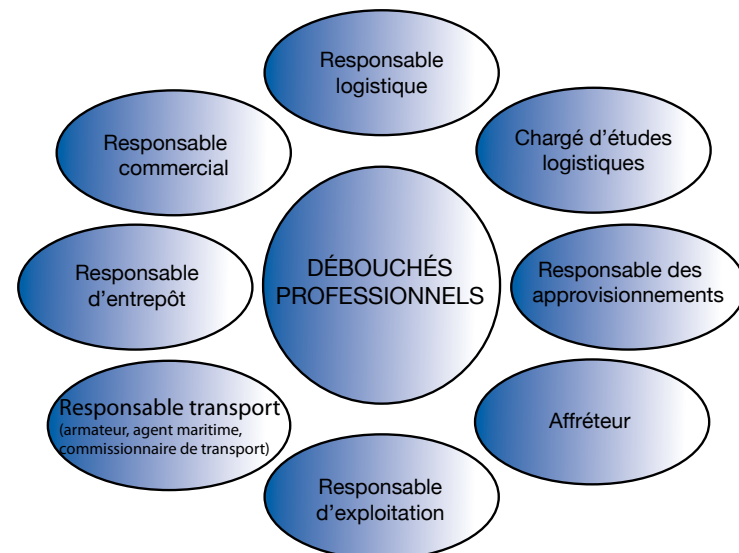 Responsable
logistique
Responsable
commercial
Chargé d'études
logistiques
Responsable
d'entrepôt
DÉBOUCHÉS
PROFESSIONNELS
Responsable des
approvisionnements
Responsable transport
(armateur, agent maritime,
commissionnaire de transport)
Affréteur
Responsable
d'exploitation